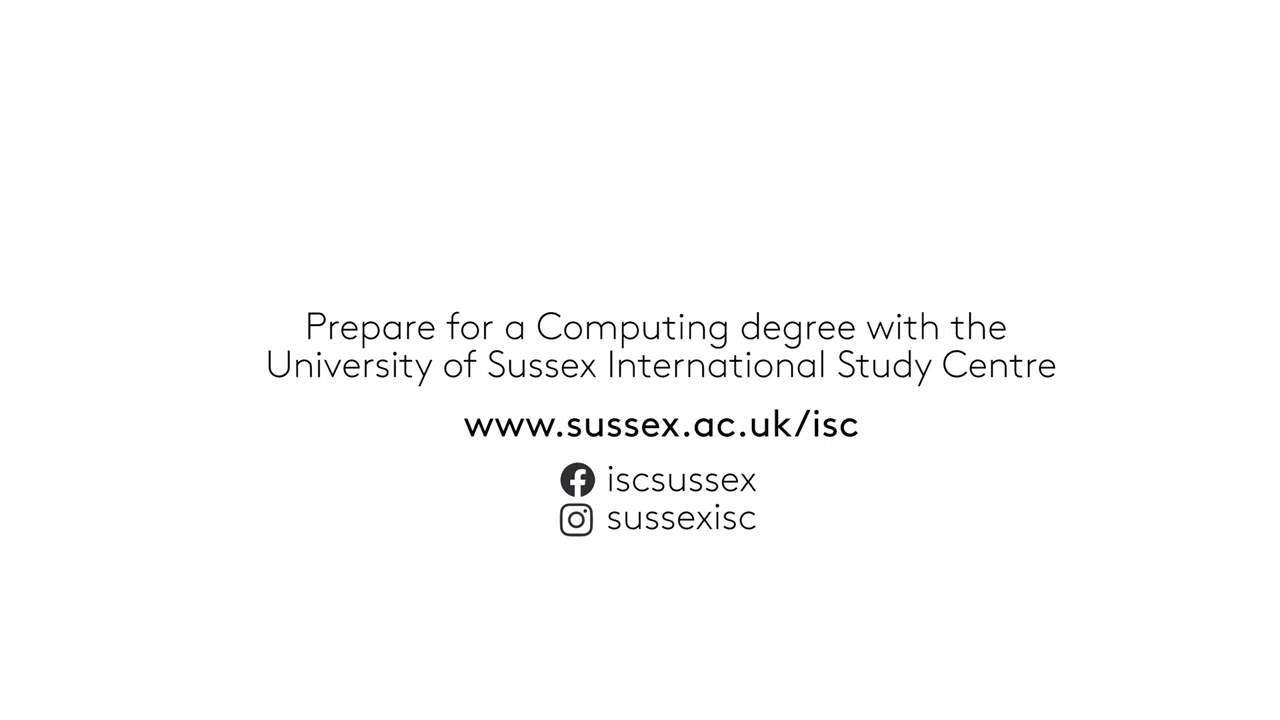 Prepare for a Computing degree with the
University of Sussex International Study Centre
www.sussex.ac.uk/isc
iscsussex
sussexisc